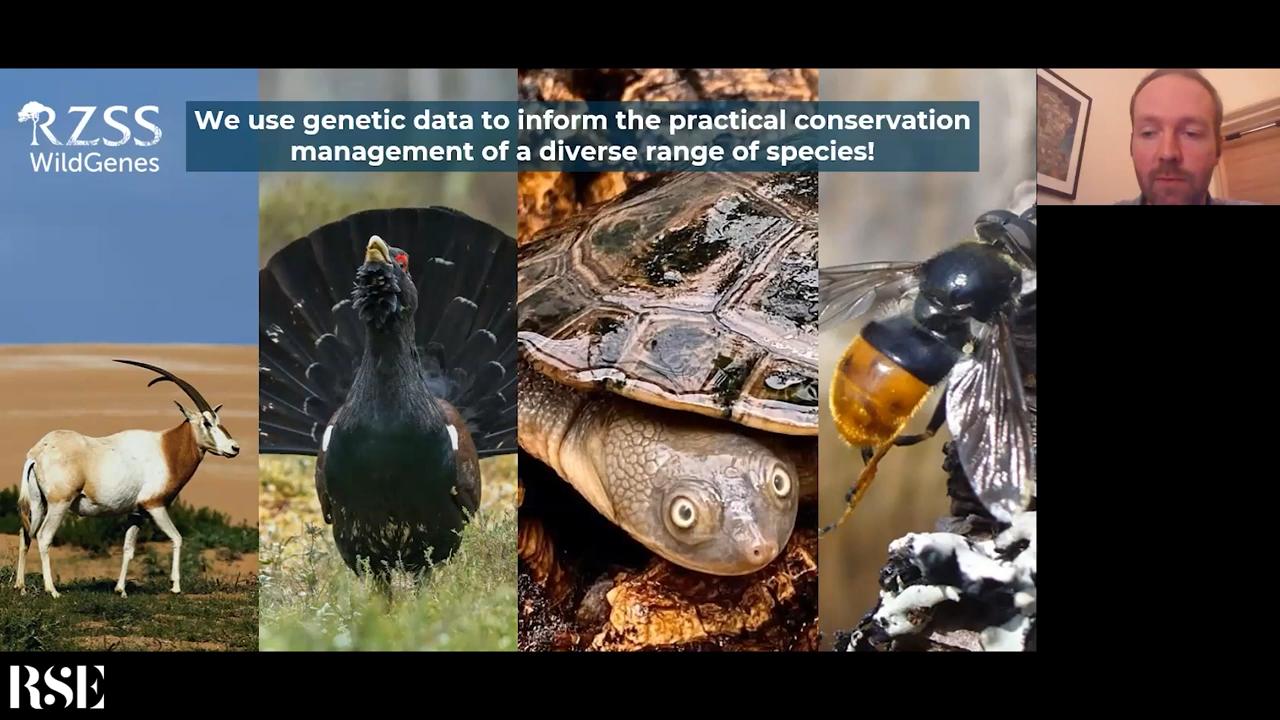 RZSS
WildGenes
We use genetic data to inform the practical conservation
management of a diverse range of species!
RSE